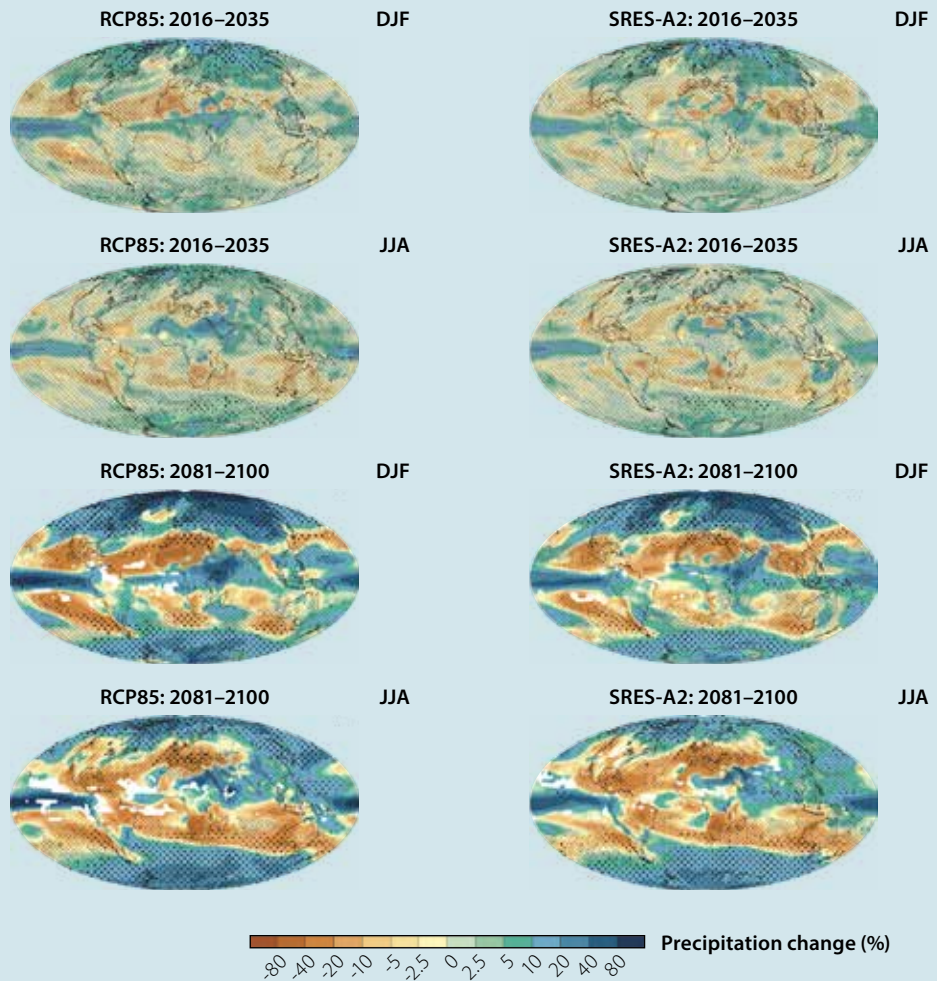 RCP85: 2016–2035 DJF SRES-A2: 2016–2035 DJF
RCP85: 2016–2035 JJA SRES-A2: 2016–2035 JJA
RCP85: 2081–2100 DJF SRES-A2: 2081–2100 DJF
RCP85: 2081–2100 JJA SRES-A2: 2081–2100 JJA
Precipitation change (%)
-80 -40 -20 -10 -5 -2.5 0 2.5 5 10 20 40 80